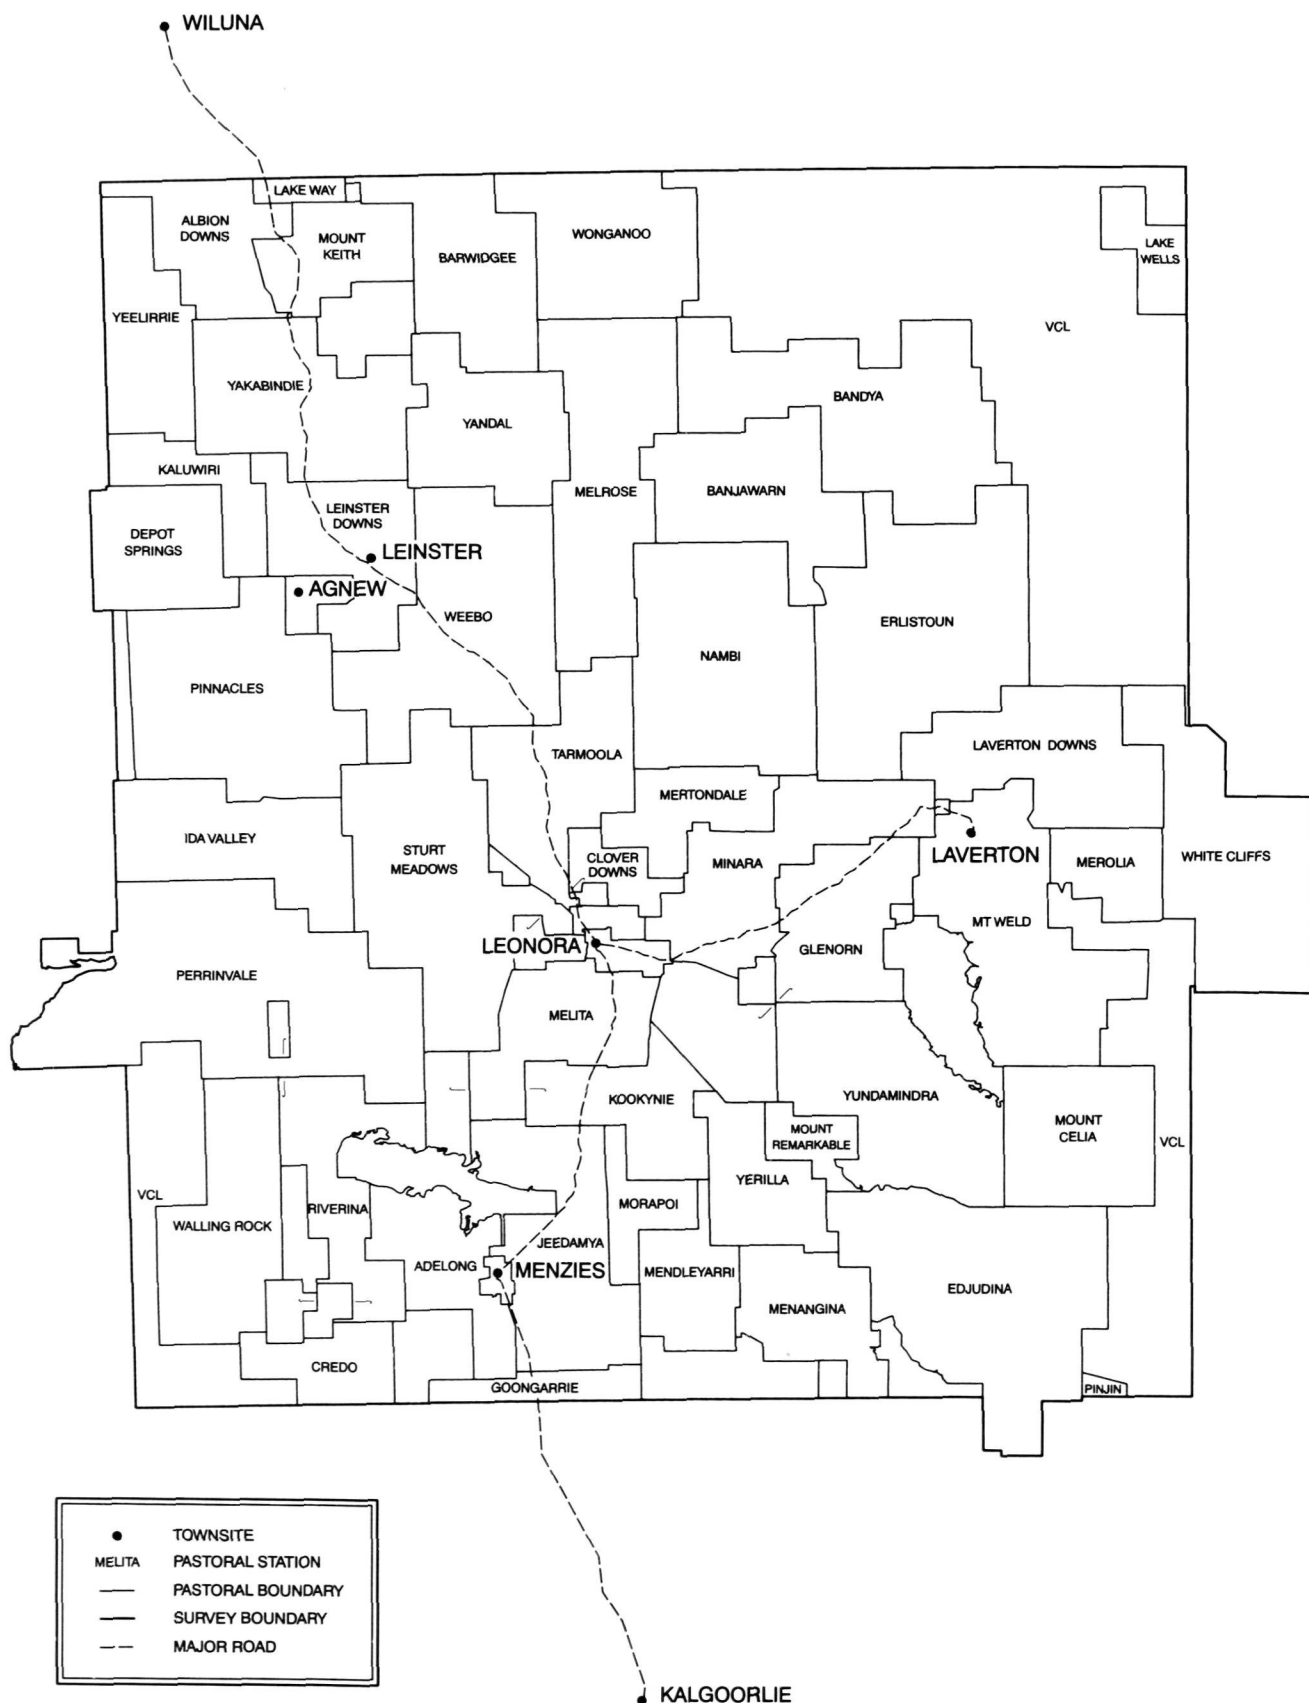 WILUNA
LAKE WAY
ALBION
DOWNS
MOUNT
KEITH
BARWIDGEE
WONGANOO
LAKE
WELLS
YEELIRRIE
VCL
YAKABINDIE
BANDYA
YANDAL
KALUWIRI
MELROSE
BANJAWARN
LEINSTER
DOWNS
DEPOT
SPRINGS
LEINSTER
AGNEW
WEEBO
ERLISTOUN
NAMBI
PINNACLES
TARMOOLA
LAVERTON DOWNS
MERTONDALE
IDA VALLEY
STURT
MEADOWS
CLOVER
DOWNS
MINARA
LAVERTON
MEROLIA
WHITE CLIFFS
MT WELD
LEONORA
GLENORN
PERRINVALE
MELITA
KOOKYNIE
YUNDAMINDRA
MOUNT
REMARKABLE
MOUNT
CELIA
VCL
YERILLA
VCL
WALLING ROCK
RIVERINA
MORAPOI
JEEDAMYA
ADELONG
MENZIES
MENDLEYARRI
EDJUDINA
MENANGINA
CREDO
GOONGARRIE
PINJIN
TOWNSITE
MELITA PASTORAL STATION
PASTORAL BOUNDARY
SURVEY BOUNDARY
MAJOR ROAD
KALGOORLIE